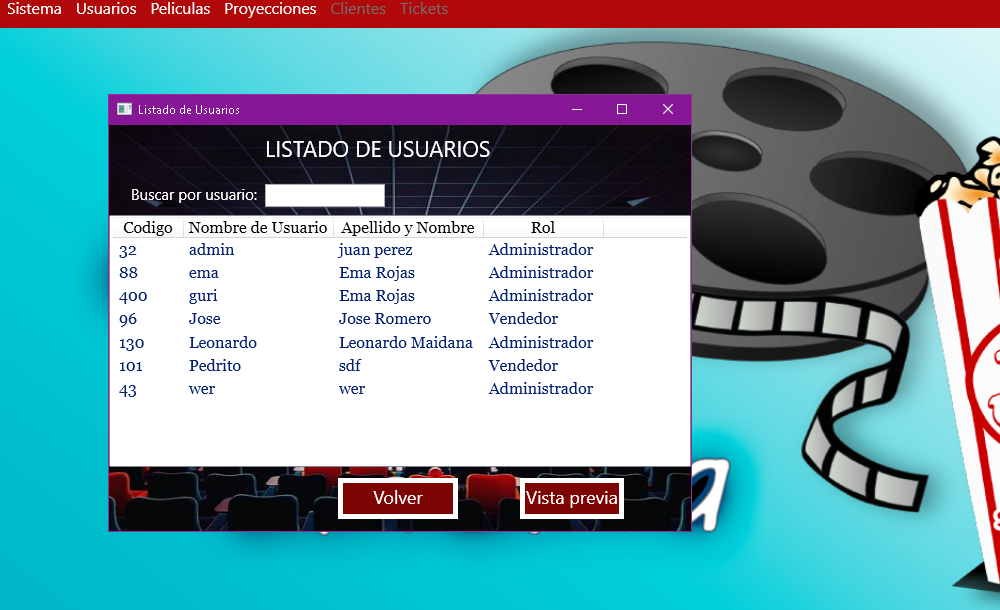 Sistema Usuarios Peliculas Proyecciones Clientes Tickets
Listado de Usuarios
LISTADO DE USUARIOS
Buscar por usuario:
Codigo Nombre de Usuario Apellido y Nombre Rol
32 admin juan perez Administrador
88 ema Ema Rojas Administrador
400 guri Ema Rojas Administrador
96 Jose Jose Romero Vendedor
130 Leonardo Leonardo Maidana Administrador
101 Pedrito sdf Vendedor
43 wer wer Administrador
Volver Vista previa